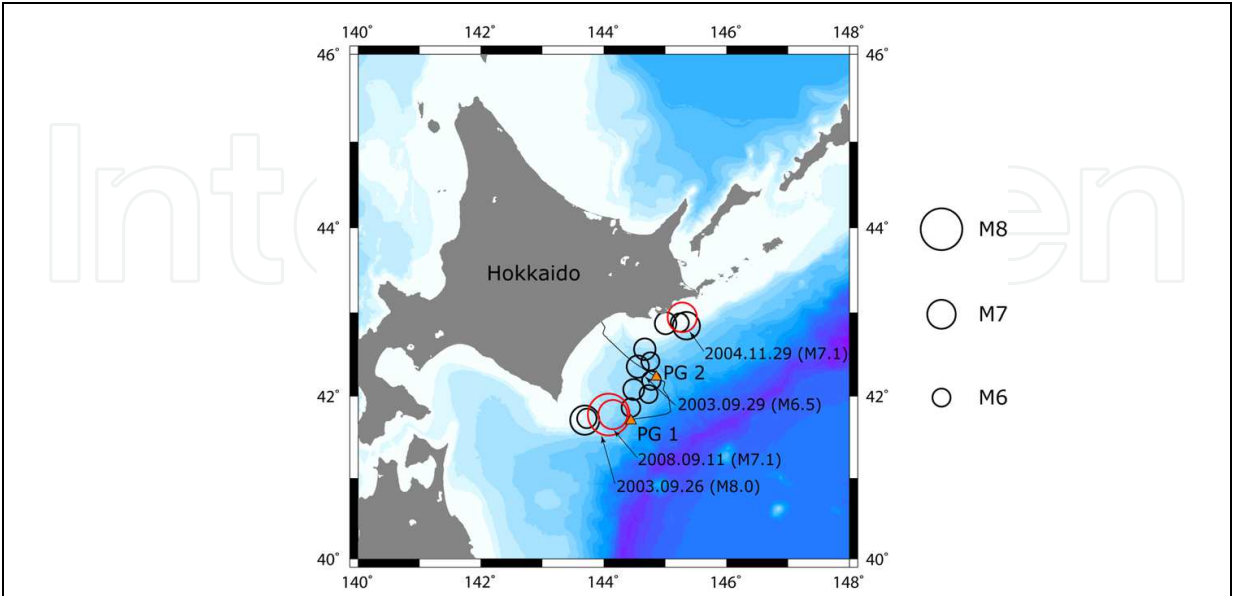 140° 142° 144° 146° 148°
46° 46°
Hokkaido
44° 44°
M8
M7
M6
2004.11.29 (M7.1)
PG 2
42° 42°
2003.09.29 (M6.5)
PG 1
2008.09.11 (M7.1)
2003.09.26 (M8.0)
40° 40°
140° 142° 144° 146° 148°